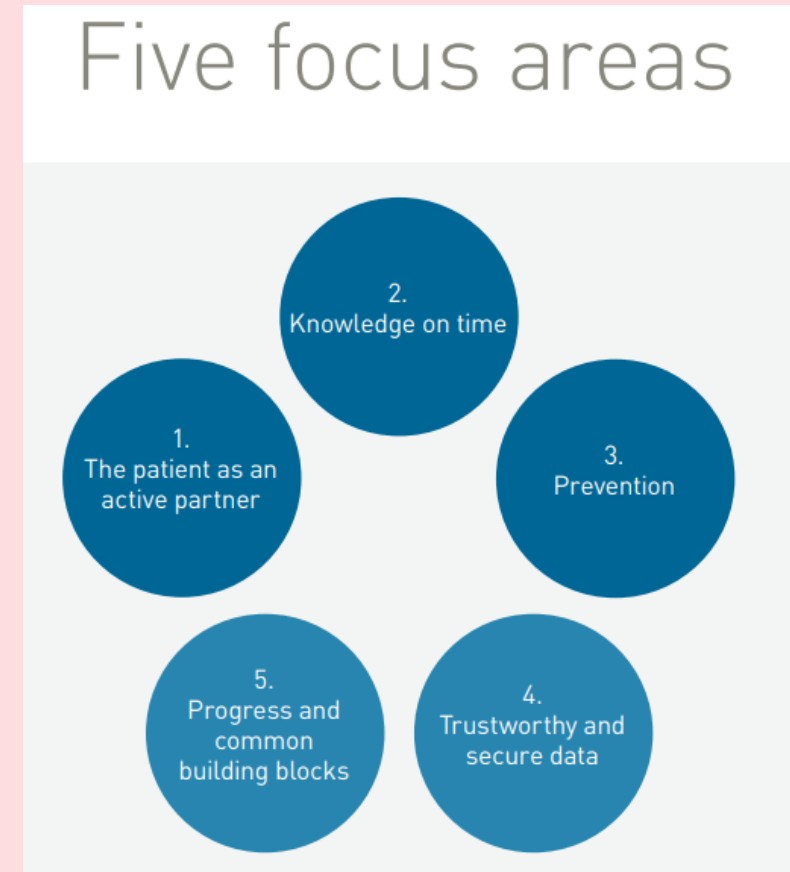 Five focus areas
1.
The patient as an
active partner
2.
Knowledge on time
3.
Prevention
4.
Trustworthy and
secure data
5.
Progress and
common
building blocks